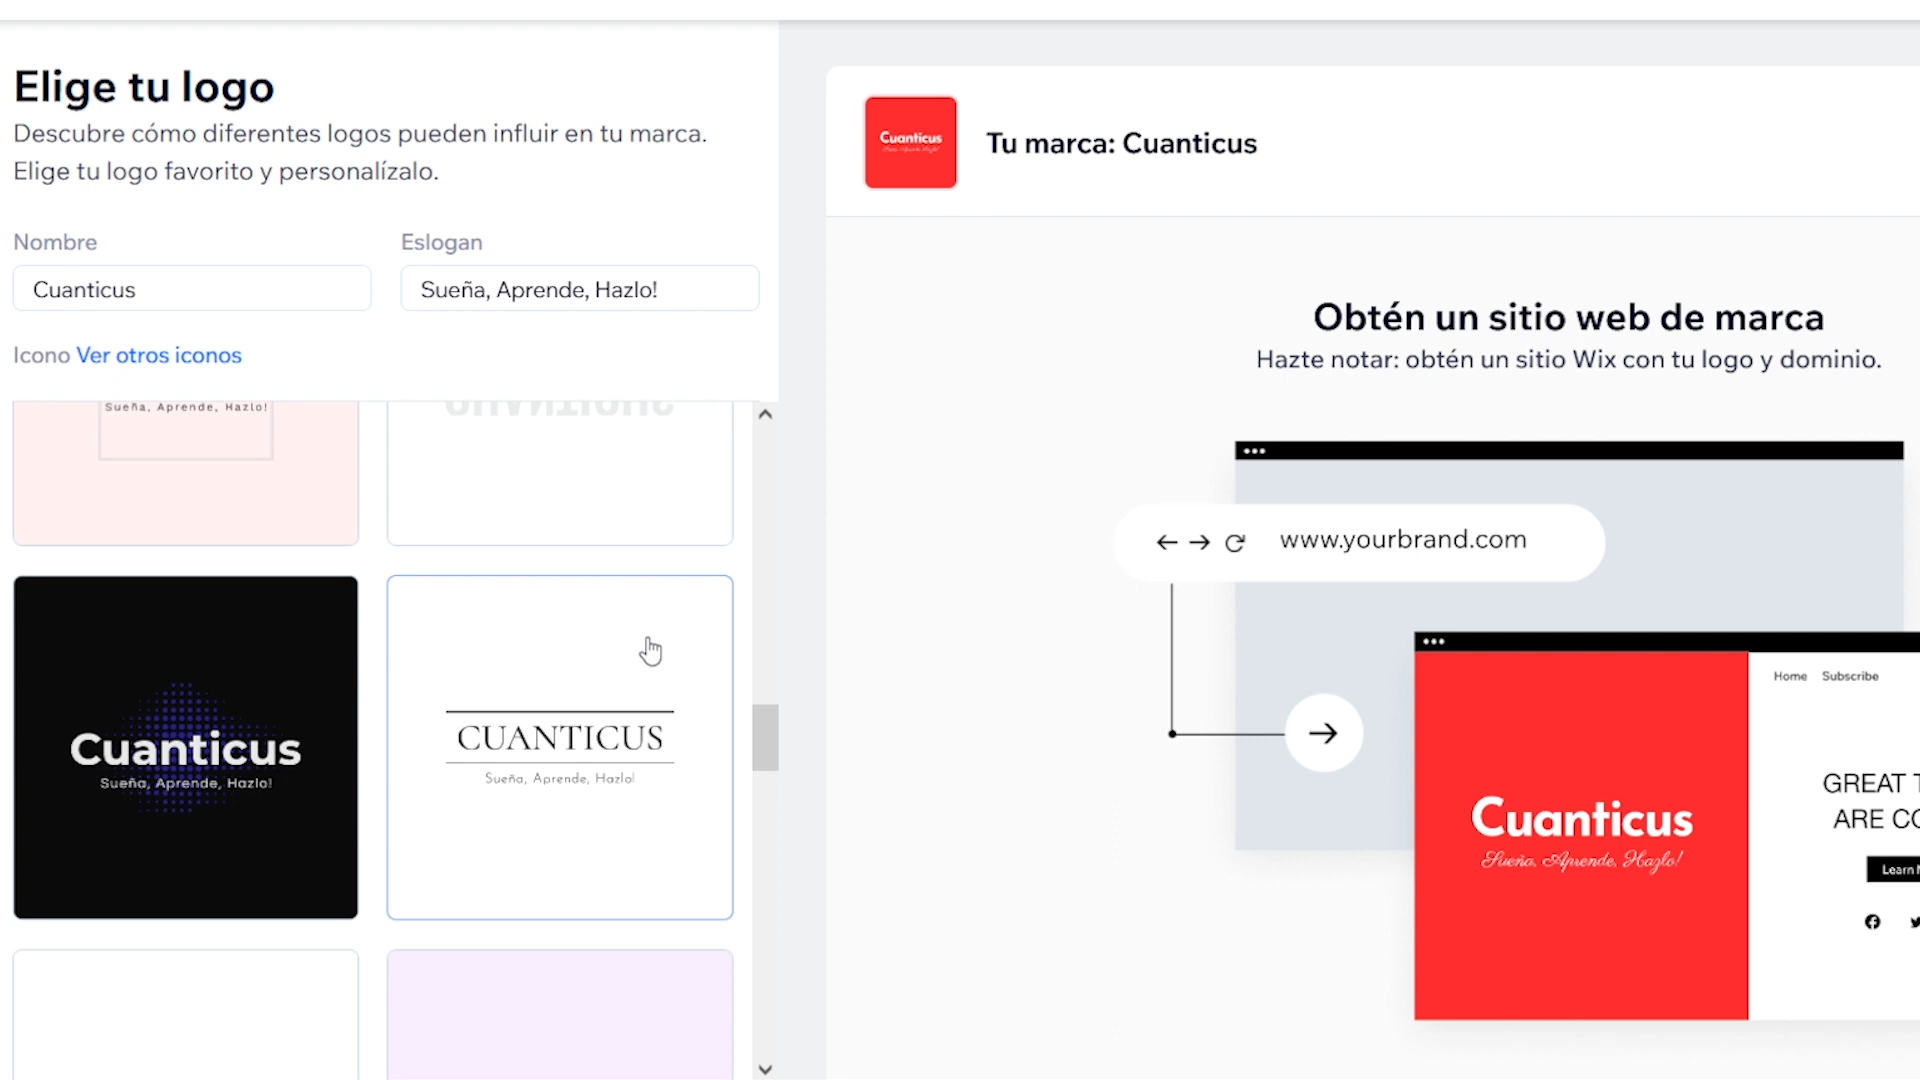 Elige tu logo
Descubre cómo diferentes logos pueden influir en tu marca.
Elige tu logo favorito y personalízalo.
Nombre
Eslogan
Cuanticus
Sueña, Aprende, Hazlo!
Icono Ver otros iconos
Sueña, Aprende, Hazlo!
Cuanticus
Sueña, Aprende, Hazlo!
CUANTICUS
Sueña, Aprende, Hazlo!
Cuanticus
Sueña, Aprende, Hazlo!
Tu marca: Cuanticus
Obtén un sitio web de marca
Hazte notar: obtén un sitio Wix con tu logo y dominio.
www.yourbrand.com
Home Subscribe
Cuanticus
Sueña, Aprende, Hazlo!
GREAT
ARE
Learn